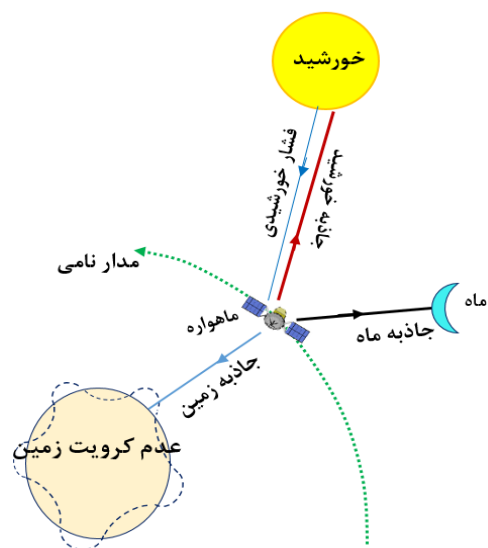 خورشید
فشار خورشیدی
جاذبه خورشید
مدار نامی
ماه
ماهواره
جاذبه ماه
جاذبه زمین
عدم کرویت زمین